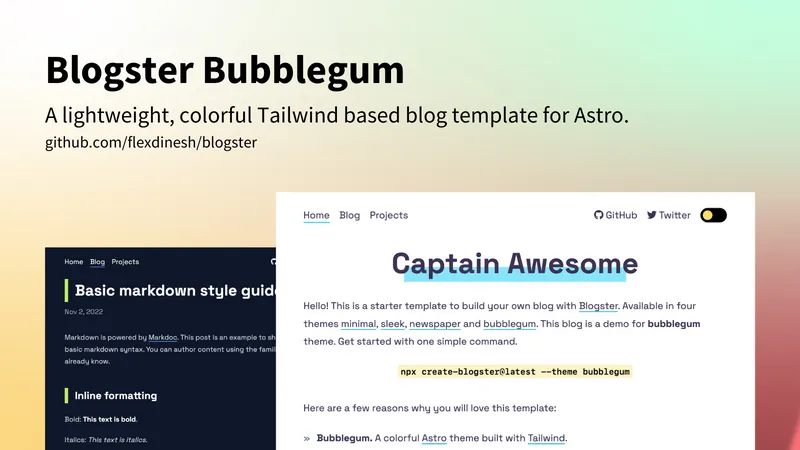 Blogster Bubblegum
A lightweight, colorful Tailwind based blog template for Astro.
github.com/flexdinesh/blogster
Home Blog Projects
Basic markdown style guide
Nov 2, 2022
Markdown is powered by Markdoc. This post is an example to sh
basic markdown syntax. You can author content using the famili
already know.
Inline formatting
Bold: This text is bold.
Italic: This text is italic.
Home Blog Projects GitHub Twitter
Captain Awesome
Hello! This is a starter template to build your own blog with Blogster. Available in four
themes minimal, sleek, newspaper and bubblegum. This blog is a demo for bubblegum
theme. Get started with one simple command.
npx create-blogster@latest --theme bubblegum
Here are a few reasons why you will love this template:
» Bubblegum. A colorful Astro theme built with Tailwind.